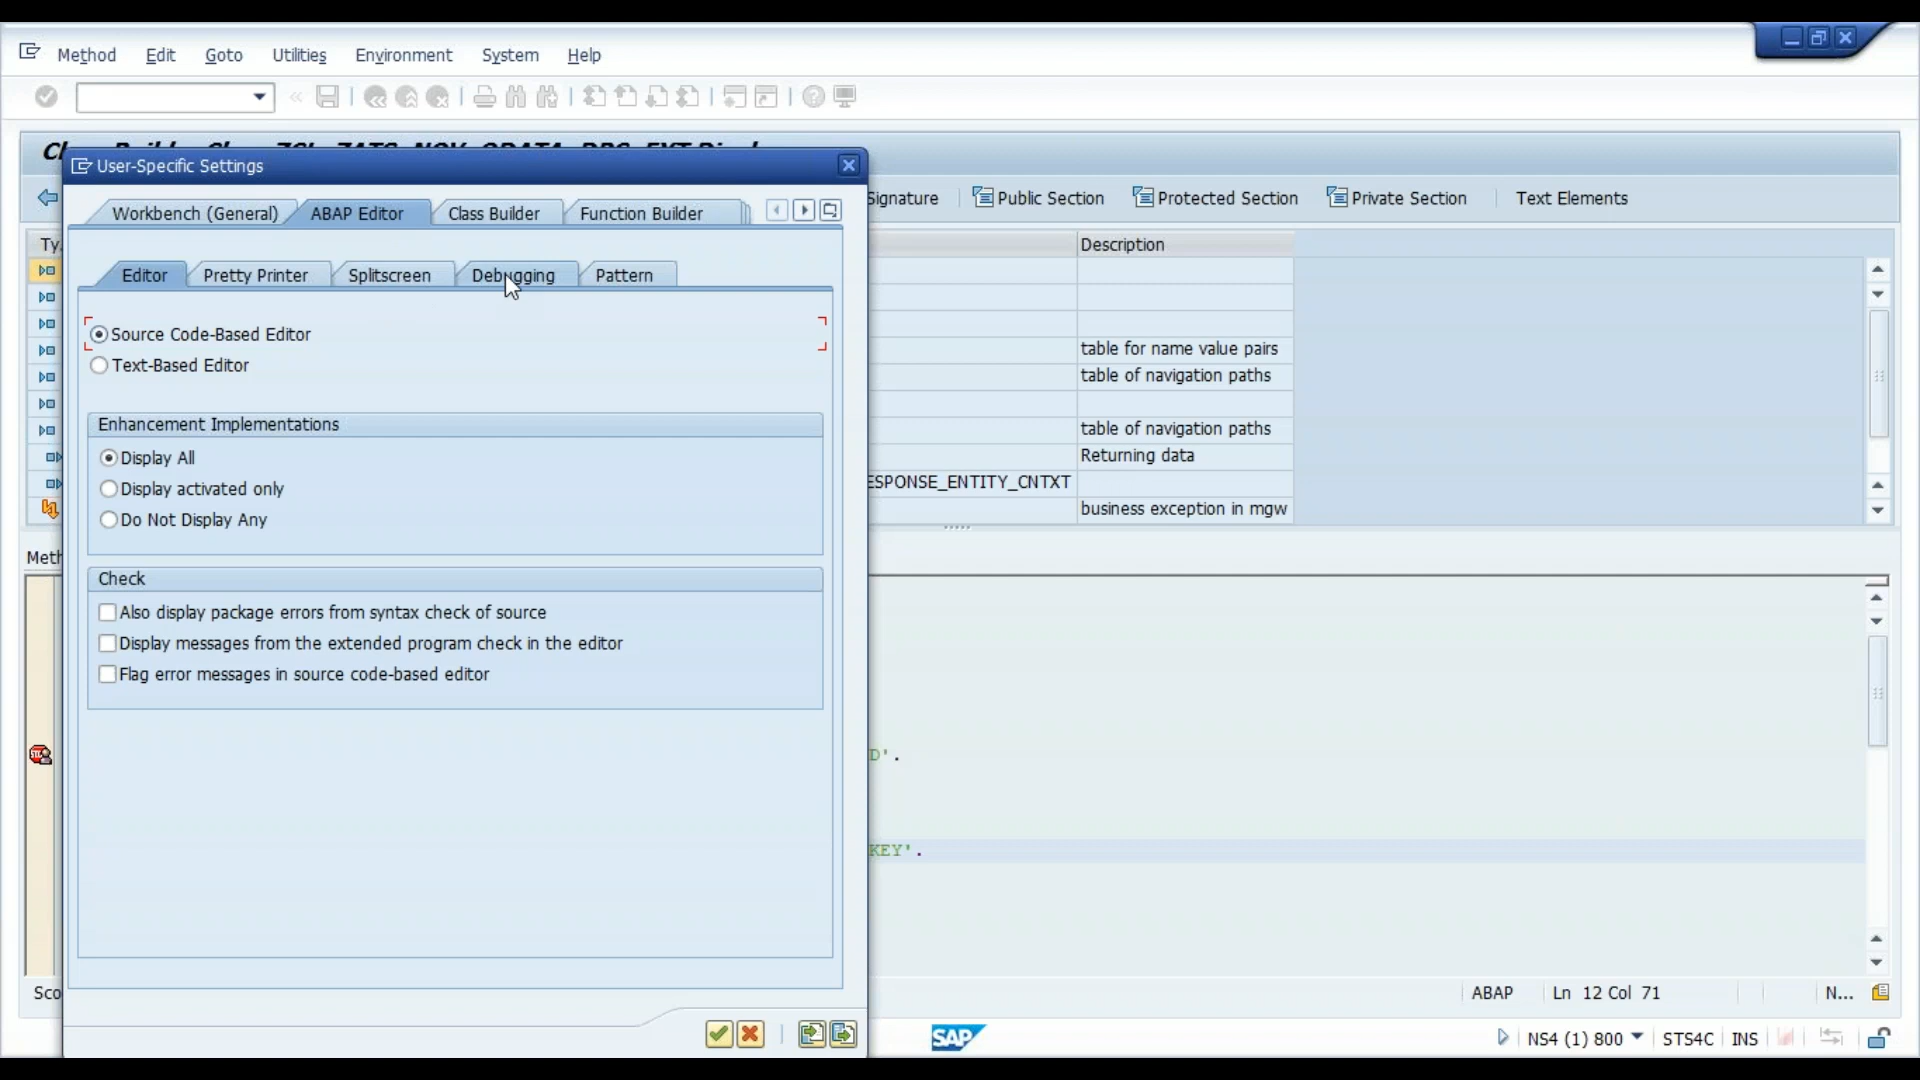 Method Edit Goto Utilities Environment System Help
User-Specific Settings
Signature Public Section Protected Section Private Section Text Elements
Workbench (General) ABAP Editor Class Builder Function Builder
Ty. Description
Editor Pretty Printer Splitscreen Debugging Pattern
Source Code-Based Editor
table for name value pairs
Text-Based Editor
table of navigation paths
Enhancement Implementations
table of navigation paths
Display All
Returning data
Display activated only
ESPONSE_ENTITY_CNTXT
Do Not Display Any
business exception in mgw
Meth
Check
Also display package errors from syntax check of source
Display messages from the extended program check in the editor
Flag error messages in source code-based editor
D'.
KEY'.
Sco ABAP Ln 12 Col 71 N...
SAP NS4 (1) 800 STS4C INS